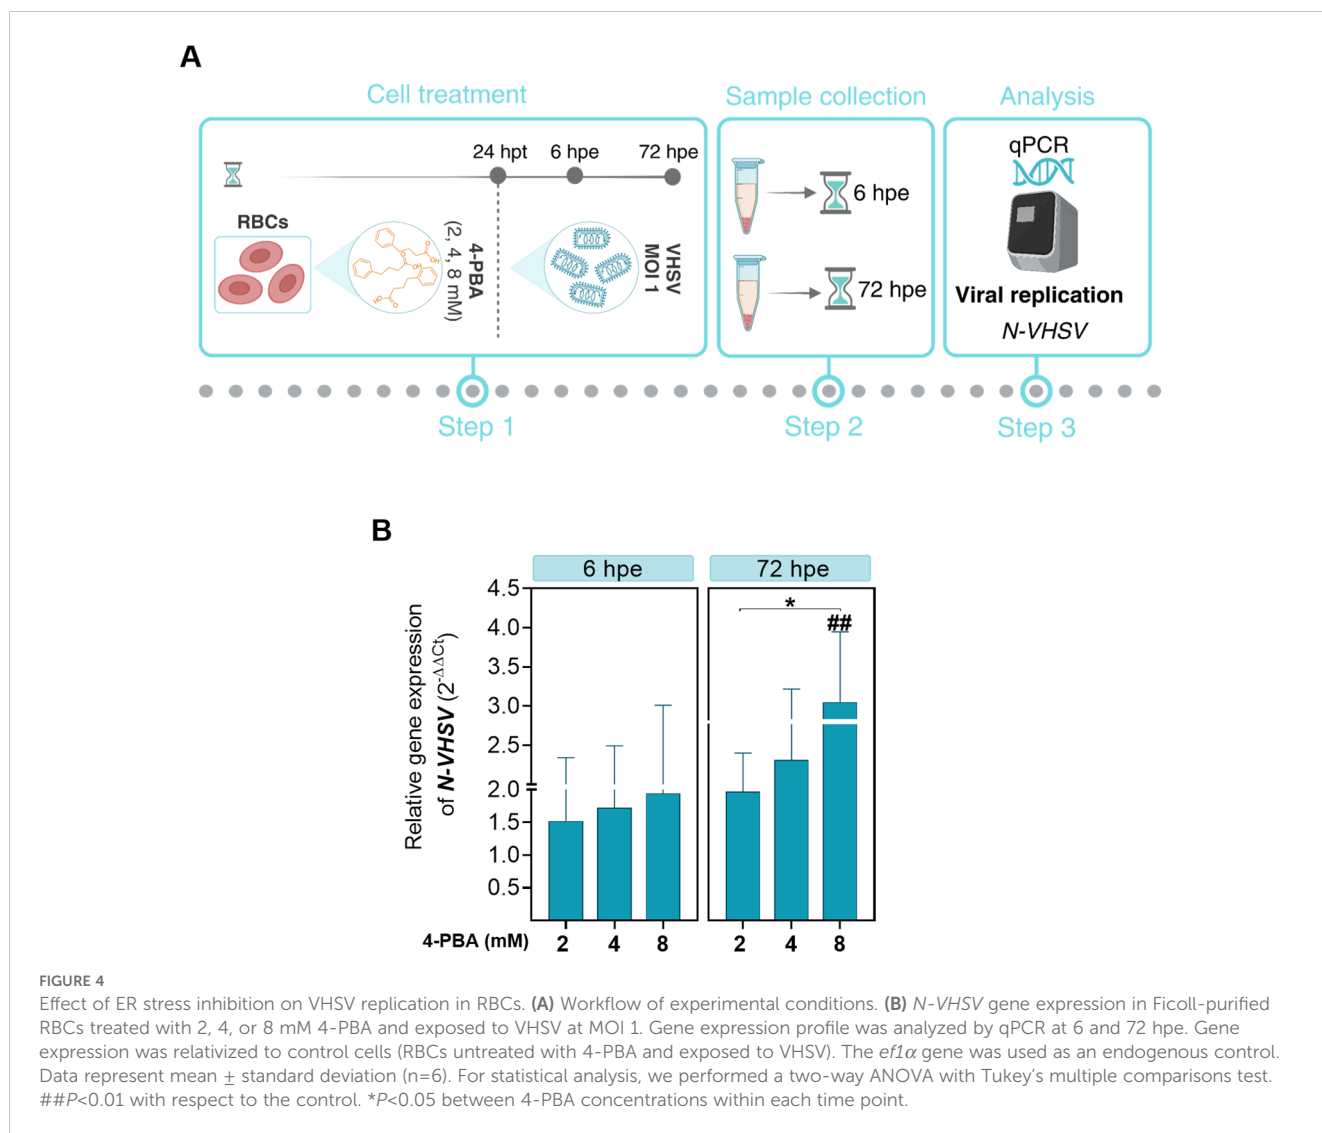 A
Cell treatment
Sample collection
Analysis
24 hpt
6 hpe
72 hpe
RBCs
4-PBA
(2, 4, 8 mM)
VHSV
MOI 1
6 hpe
72 hpe
qPCR
Viral replication
N-VHSV
Step 1
Step 2
Step 3
B
6 hpe
72 hpe
Relative gene expression
of N-VHSV (2-ΔΔCt)
4.5
4.0
3.5
3.0
2.5
2.0
1.5
1.0
0.5
*
##
4-PBA (mM)
2 4 8
2 4 8
FIGURE 4
Effect of ER stress inhibition on VHSV replication in RBCs. (A) Workflow of experimental conditions. (B) N-VHSV gene expression in Ficoll-purified
RBCs treated with 2, 4, or 8 mM 4-PBA and exposed to VHSV at MOI 1. Gene expression profile was analyzed by qPCR at 6 and 72 hpe. Gene
expression was relativized to control cells (RBCs untreated with 4-PBA and exposed to VHSV). The ef1α gene was used as an endogenous control.
Data represent mean ± standard deviation (n=6). For statistical analysis, we performed a two-way ANOVA with Tukey's multiple comparisons test.
##P<0.01 with respect to the control. *P<0.05 between 4-PBA concentrations within each time point.